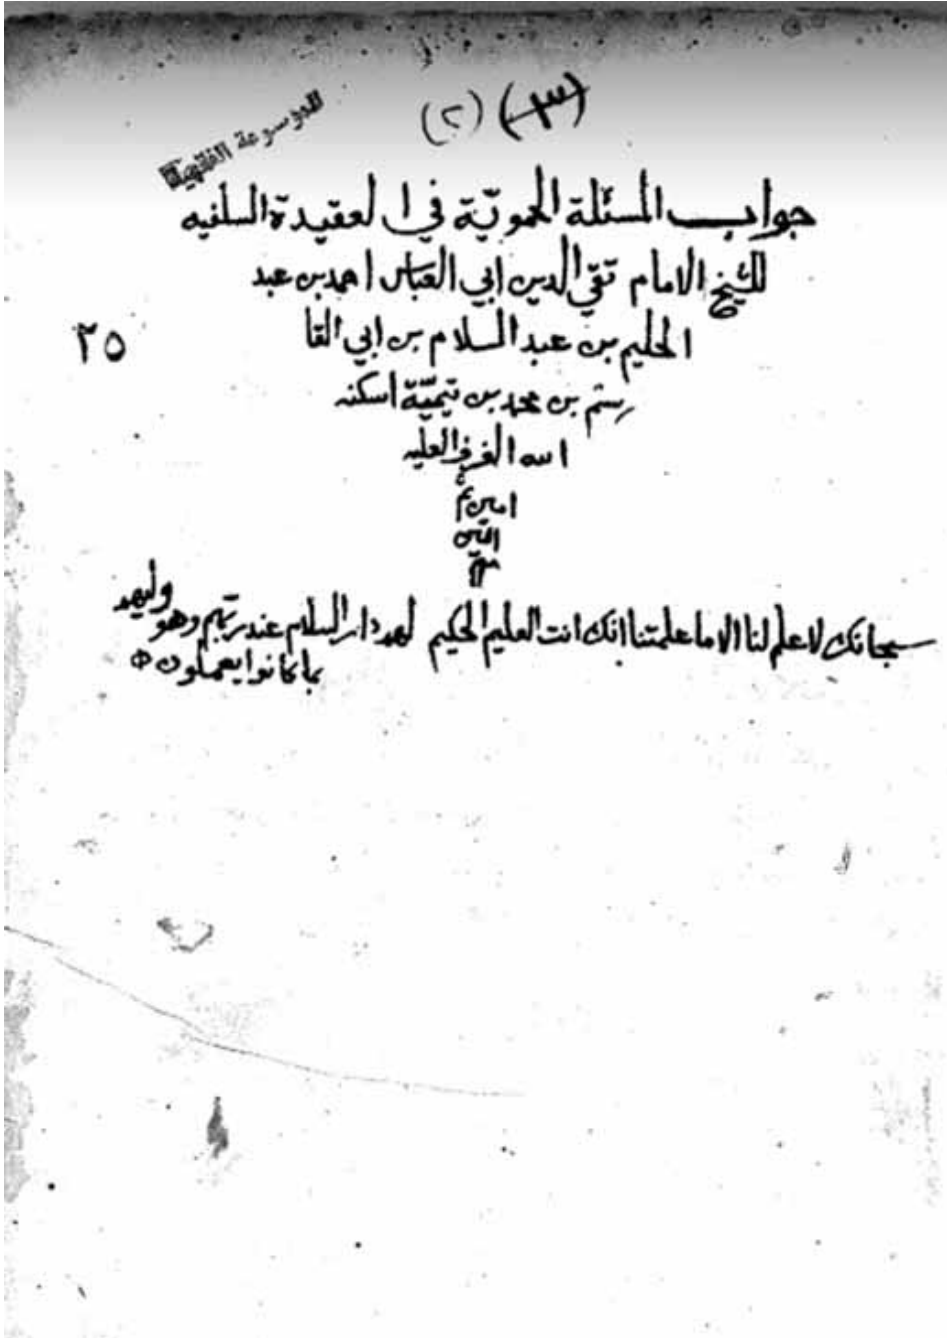 (٣) (٢)
الموسوعة الفقهية
جواب المسئلة الحمويّة في العقيدة السلفيه
للشيخ الامام تقي الدين ابي العباس احمد بن عبد
الحليم بن عبد السلام بن ابي القا
٢٥
سم بن محمد بن تيميّة اسكنه
الله الغرف العليه
امين
سبحانك لا علم لنا الا ما علمتنا انك انت العليم الحكيم لهم دار السلام عند ربهم وهو وليهم
بما كانوا يعملون